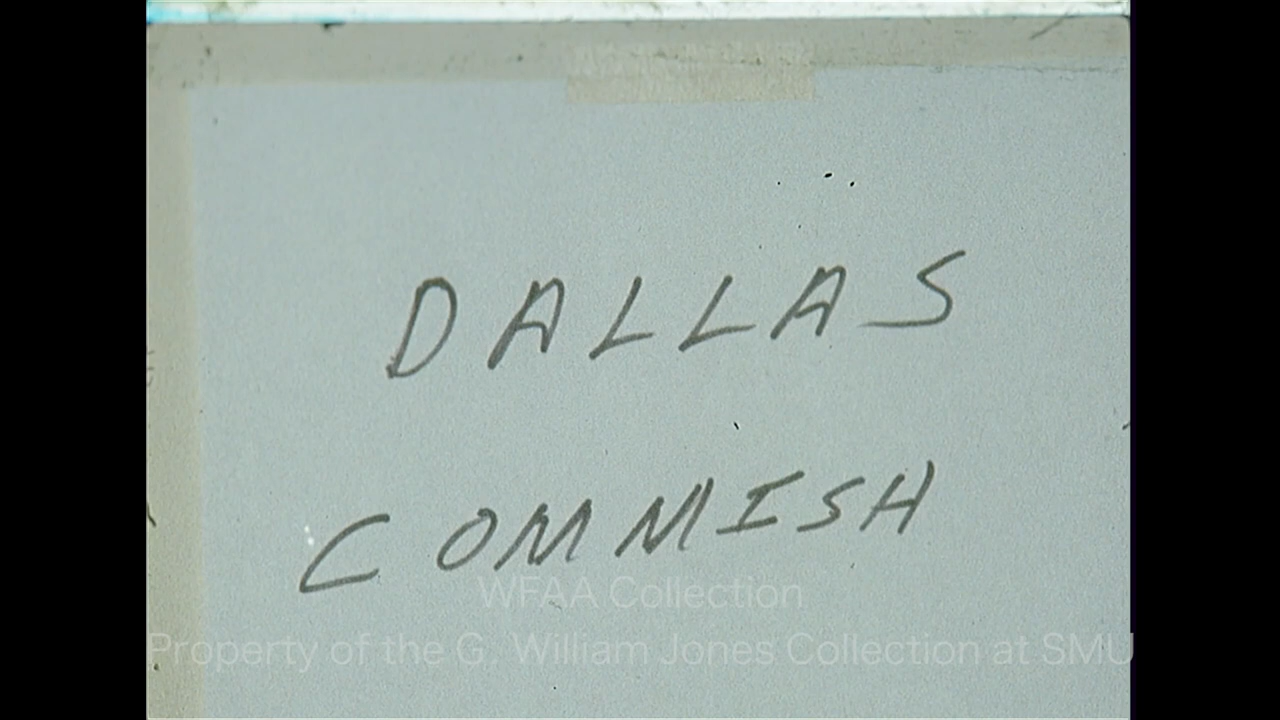 DALLAS
COMMISH
WFAA Collection
Property of the G. William Jones Collection at SMU